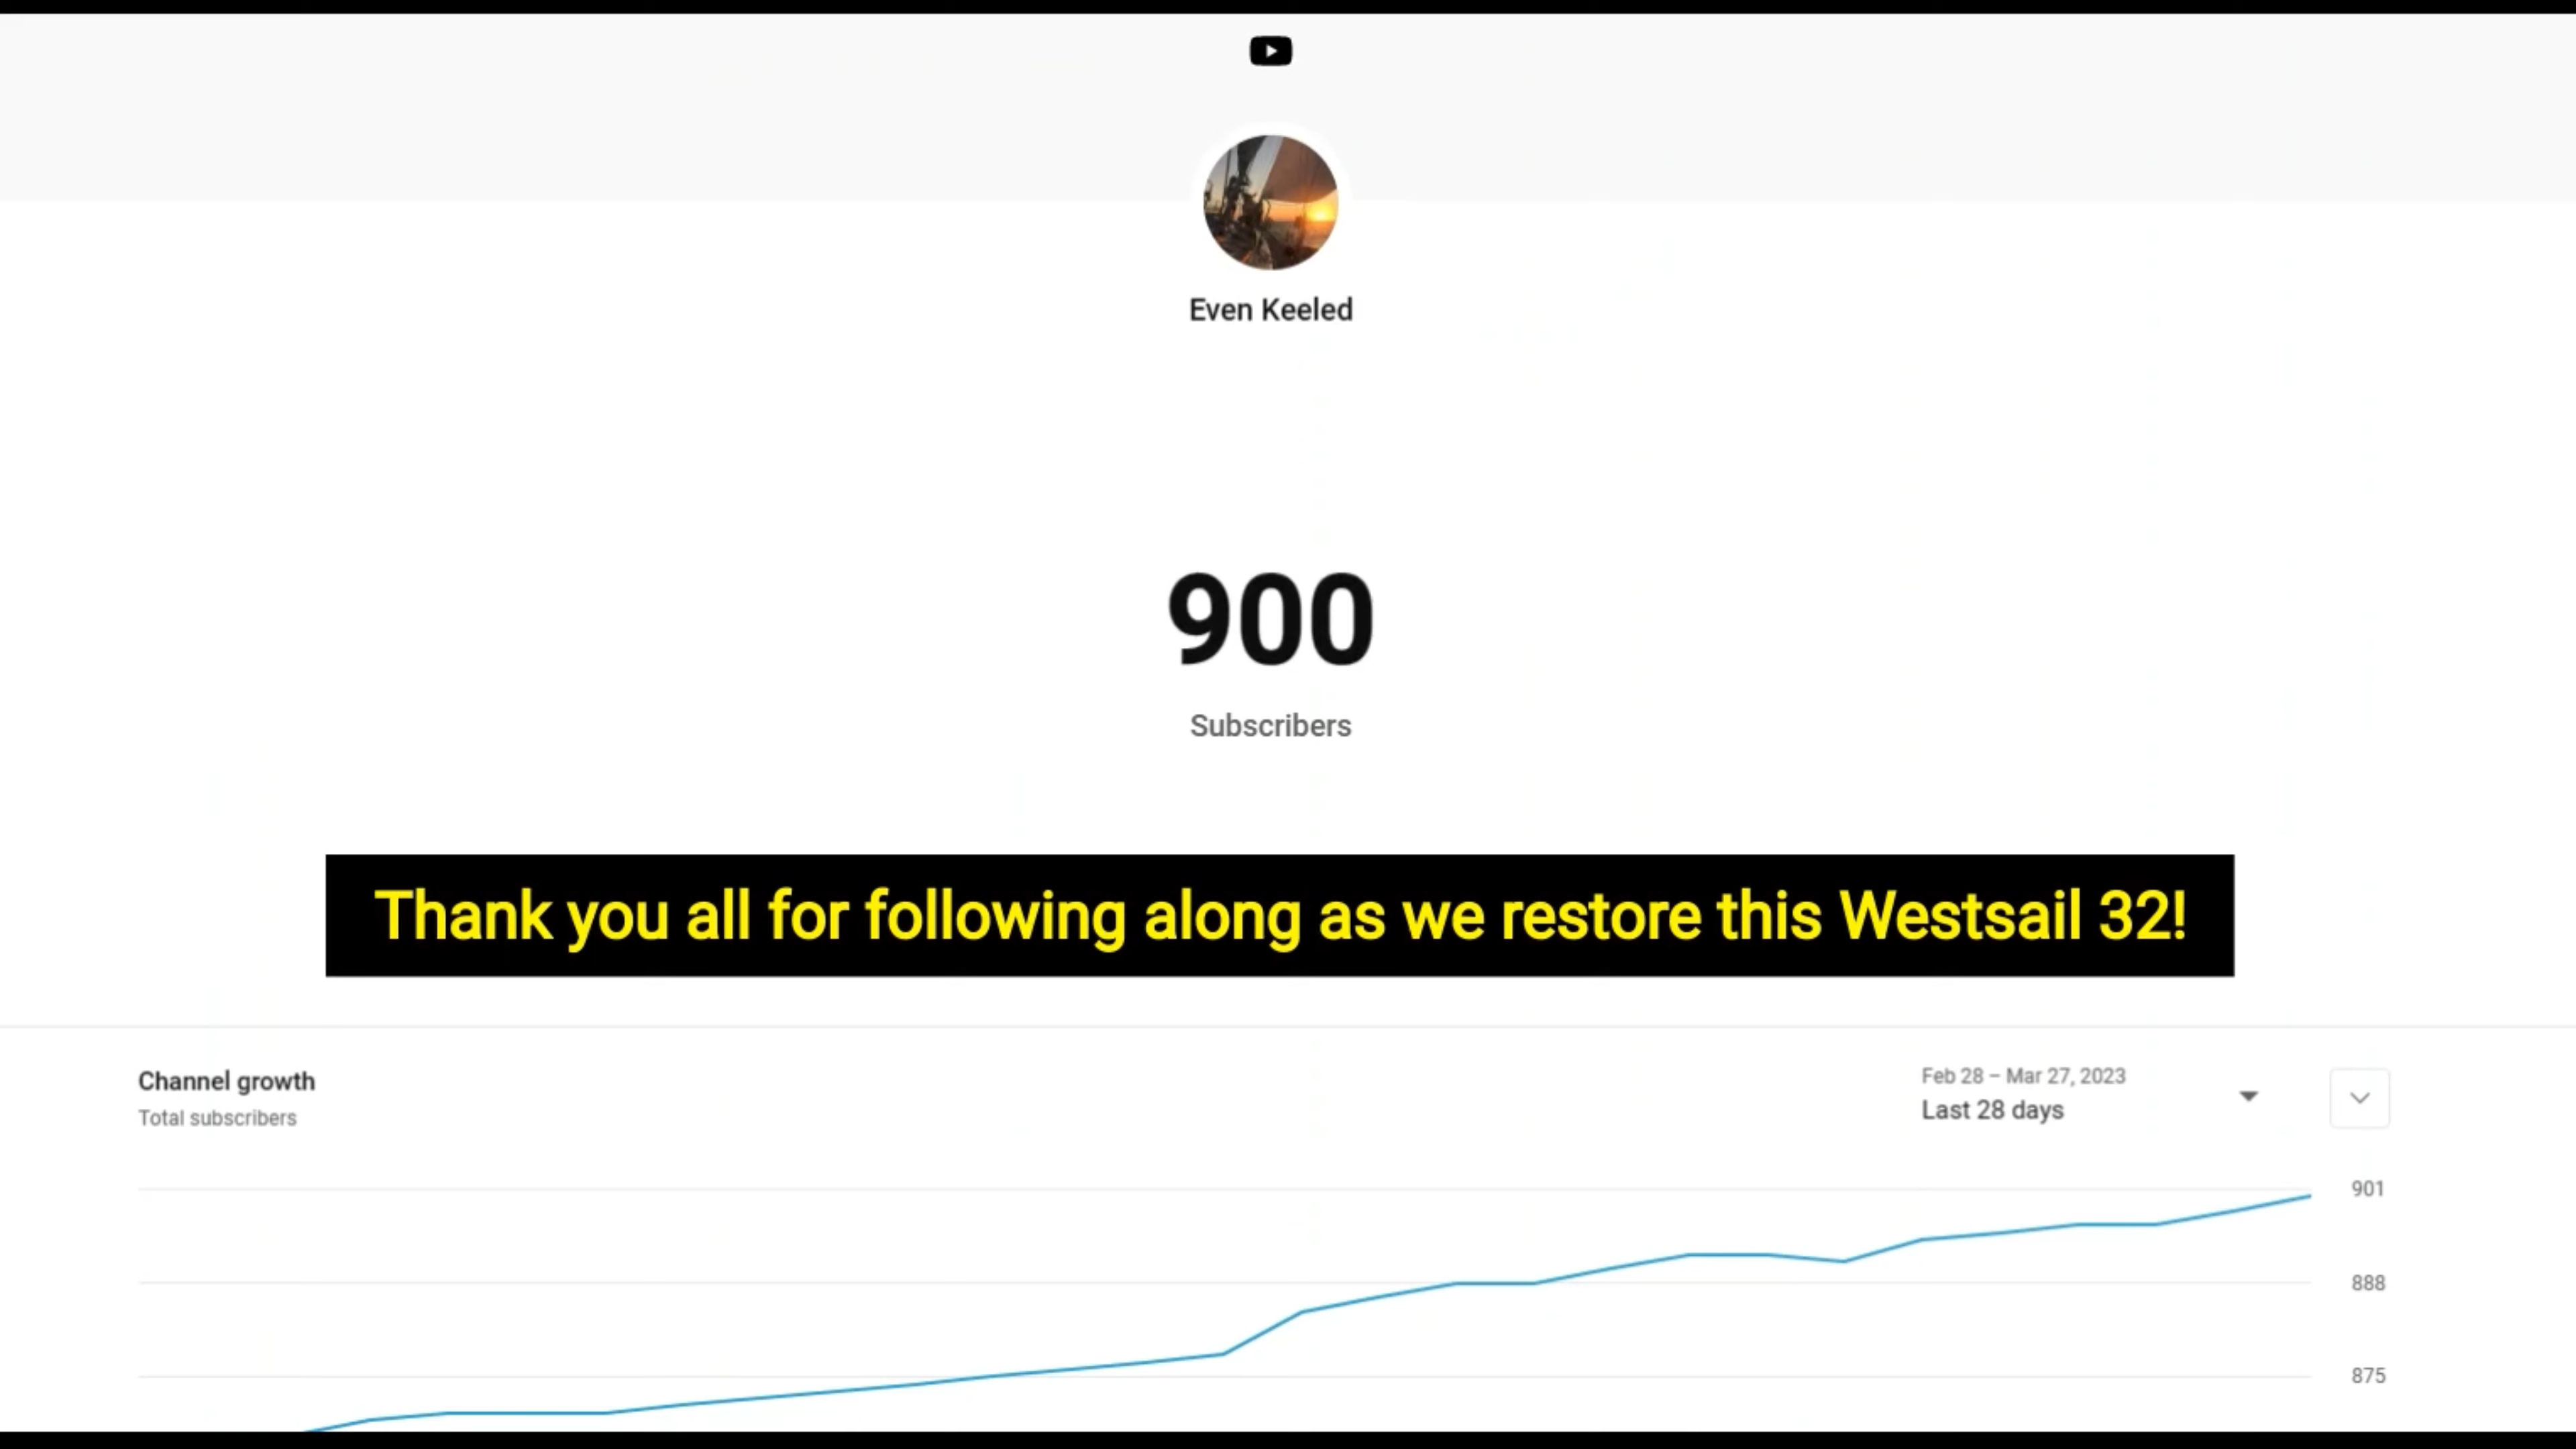 Even Keeled
900
Subscribers
Thank you all for following along as we restore this Westsail 32!
Channel growth
Total subscribers
Feb 28 – Mar 27, 2023
Last 28 days
901
888
875